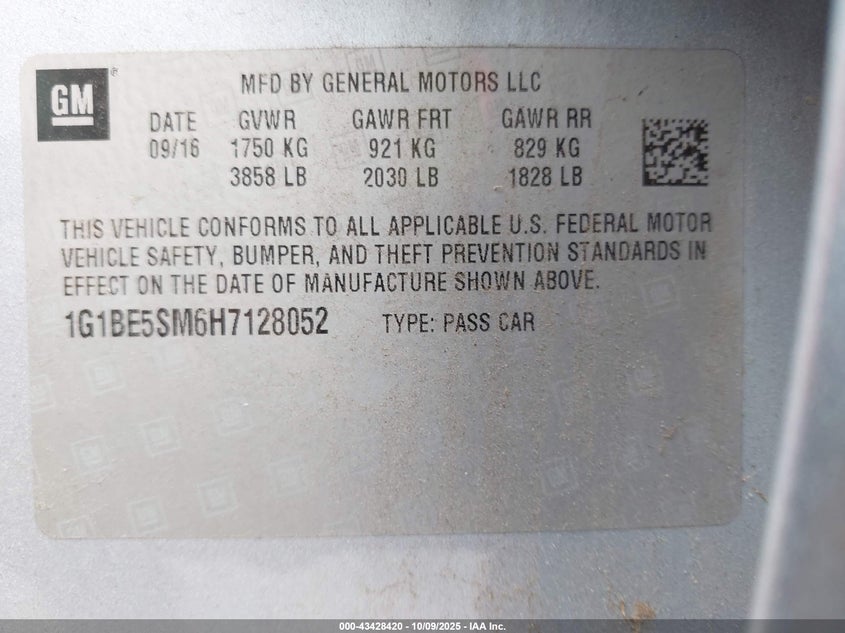 GM
MFD BY GENERAL MOTORS LLC
DATE GVWR GAWR FRT GAWR RR
09/16 1750 KG 921 KG 829 KG
3858 LB 2030 LB 1828 LB
THIS VEHICLE CONFORMS TO ALL APPLICABLE U.S. FEDERAL MOTOR
VEHICLE SAFETY, BUMPER, AND THEFT PREVENTION STANDARDS IN
EFFECT ON THE DATE OF MANUFACTURE SHOWN ABOVE.
1G1BE5SM6H7128052 TYPE: PASS CAR
000-43428420 - 10/09/2025 - IAA Inc.